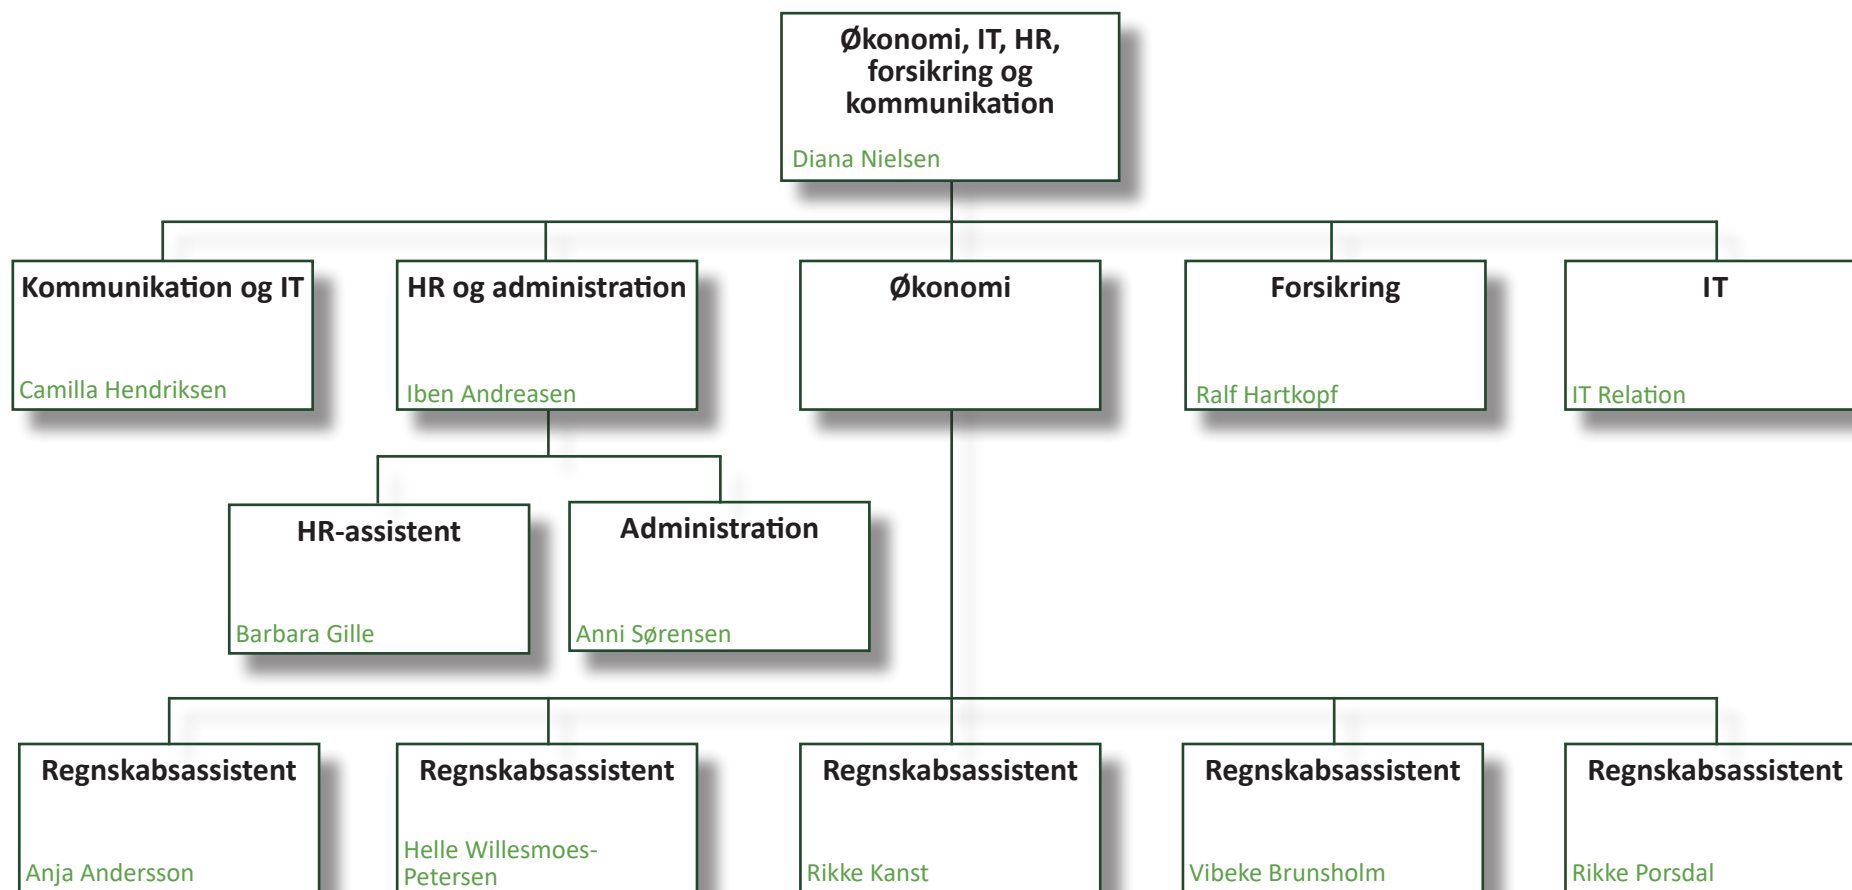 Økonomi, IT, HR,
forsikring og
kommunikation
Diana Nielsen
Kommunikation og IT
Camilla Hendriksen
HR og administration
Iben Andreasen
Økonomi
Forsikring
Ralf Hartkopf
IT
IT Relation
HR-assistent
Barbara Gille
Administration
Anni Sørensen
Regnskabsassistent
Anja Andersson
Regnskabsassistent
Helle Willesmoes-
Petersen
Regnskabsassistent
Rikke Kanst
Regnskabsassistent
Vibeke Brunsholm
Regnskabsassistent
Rikke Porsdal